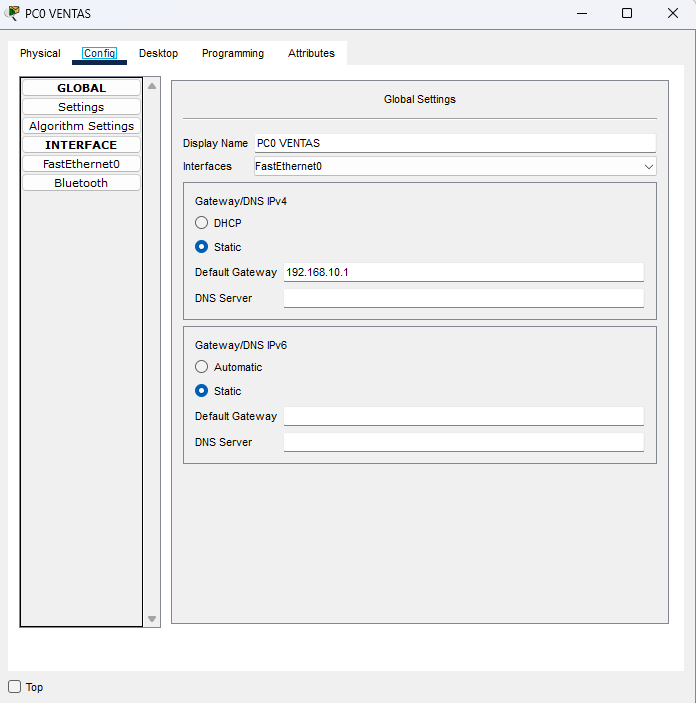 PC0 VENTAS
Physical Config Desktop Programming Attributes
GLOBAL
Settings
Algorithm Settings
INTERFACE
FastEthernet0
Bluetooth
Global Settings
Display Name PC0 VENTAS
Interfaces FastEthernet0
Gateway/DNS IPv4
DHCP
Static
Default Gateway 192.168.10.1
DNS Server
Gateway/DNS IPv6
Automatic
Static
Default Gateway
DNS Server
Top